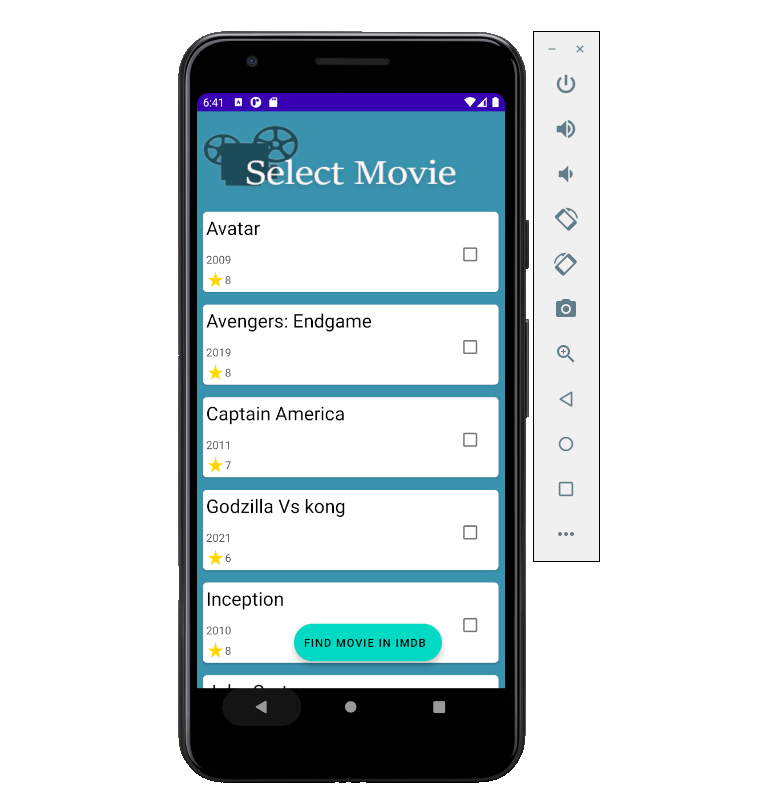 6:41
Select Movie
Avatar
2009
8
Avengers: Endgame
2019
8
Captain America
2011
7
Godzilla Vs kong
2021
6
Inception
2010
8
FIND MOVIE IN IMDB